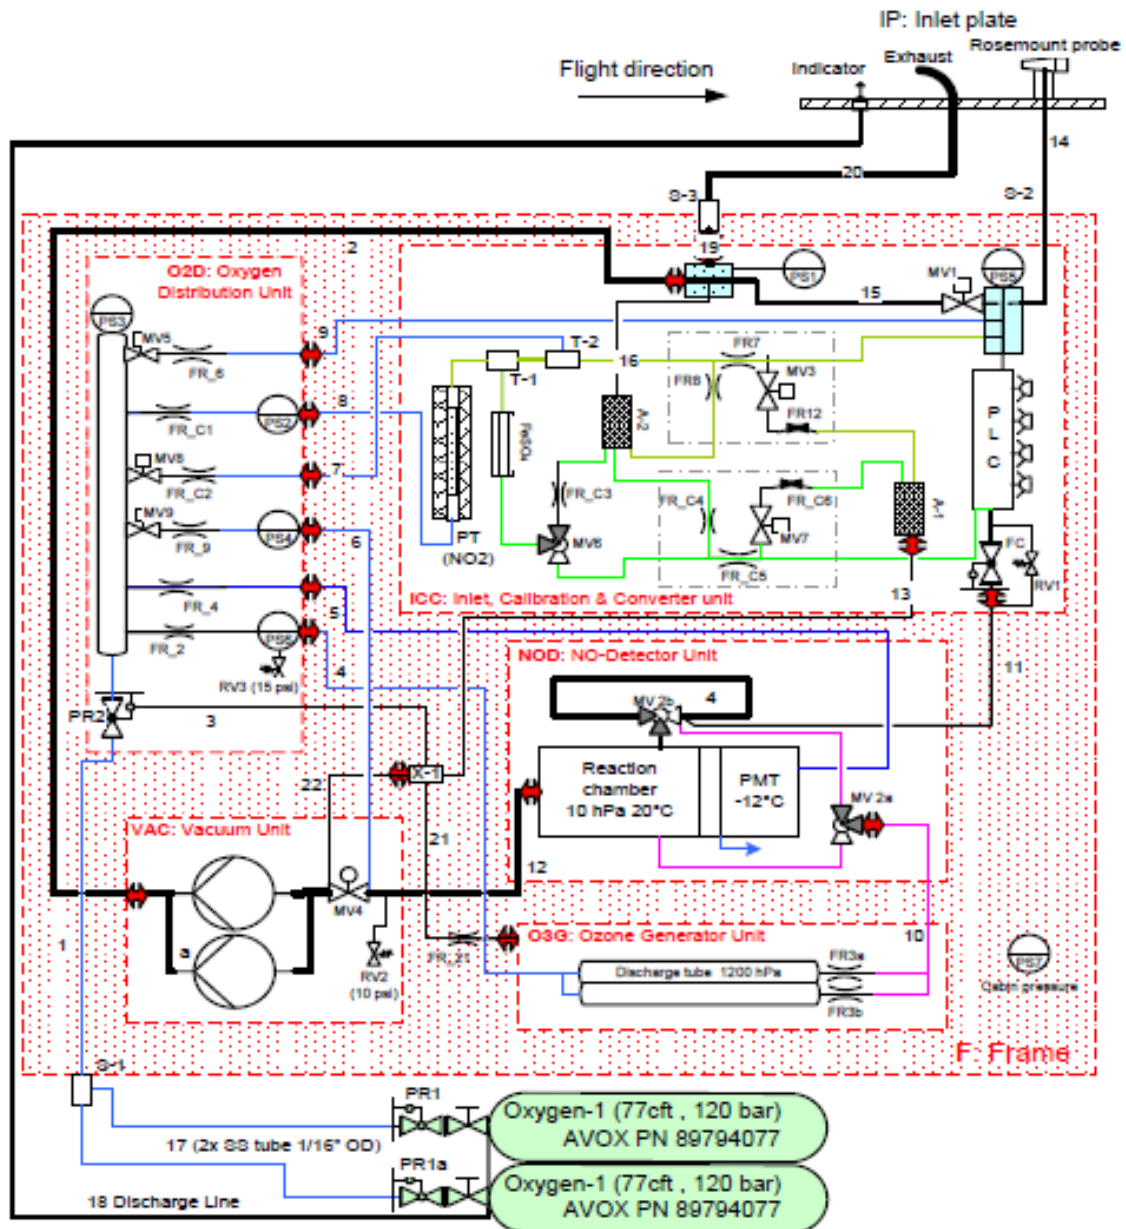 IP: Inlet plate
Rosemount probe
Exhaust
Indicator
Flight direction
14
20
S-3
S-2
2
19
O2D: Oxygen
Distribution Unit
PS1
MV1
PS5
15
PS3
MV5
9
FR_6
T-2
16
FR7
T-1
MV3
FR8
8
FR_C1
PS2
A-2
FR12
PLC
FeSO4
MV8
7
FR_C2
FR_C3
FR_C4
FR_C6
A-1
MV9
PS4
6
FR_9
PT
(NO2)
MV6
MV7
FC
FR_C5
RV1
FR_4
5
ICC: Inlet, Calibration & Converter unit
13
FR_2
PS6
NOD: NO-Detector Unit
RV3 (15 psi)
4
11
MV 2b
4
PR2
3
Reaction
chamber
10 hPa 20°C
PMT
-12°C
22
X-1
MV 2a
VAC: Vacuum Unit
21
12
MV4
1
a
FR_21
O3G: Ozone Generator Unit
10
RV2
(10 psi)
Discharge tube 1200 hPa
FR3a
FR3b
PS7
Cabin pressure
F: Frame
S-1
PR1
Oxygen-1 (77cft , 120 bar)
AVOX PN 89794077
17 (2x SS tube 1/16" OD)
PR1a
Oxygen-1 (77cft , 120 bar)
AVOX PN 89794077
18 Discharge Line